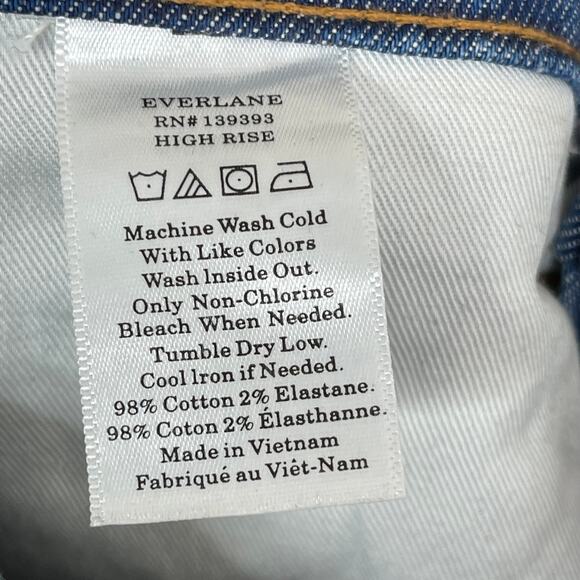 EVERLANE
RN# 139393
HIGH RISE
Machine Wash Cold
With Like Colors
Wash Inside Out.
Only Non-Chlorine
Bleach When Needed.
Tumble Dry Low.
Cool Iron if Needed.
98% Cotton 2% Elastane.
98% Coton 2% Élasthanne.
Made in Vietnam
Fabriqué au Viêt-Nam